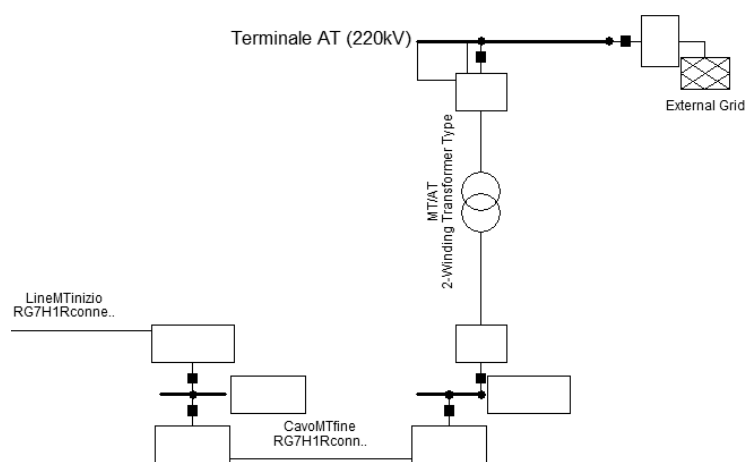 Terminale AT (220kV)
External Grid
MT/AT
2-Winding Transformer Type
LineMTinizio
RG7H1Rconne..
CavoMTfine
RG7H1Rconn..